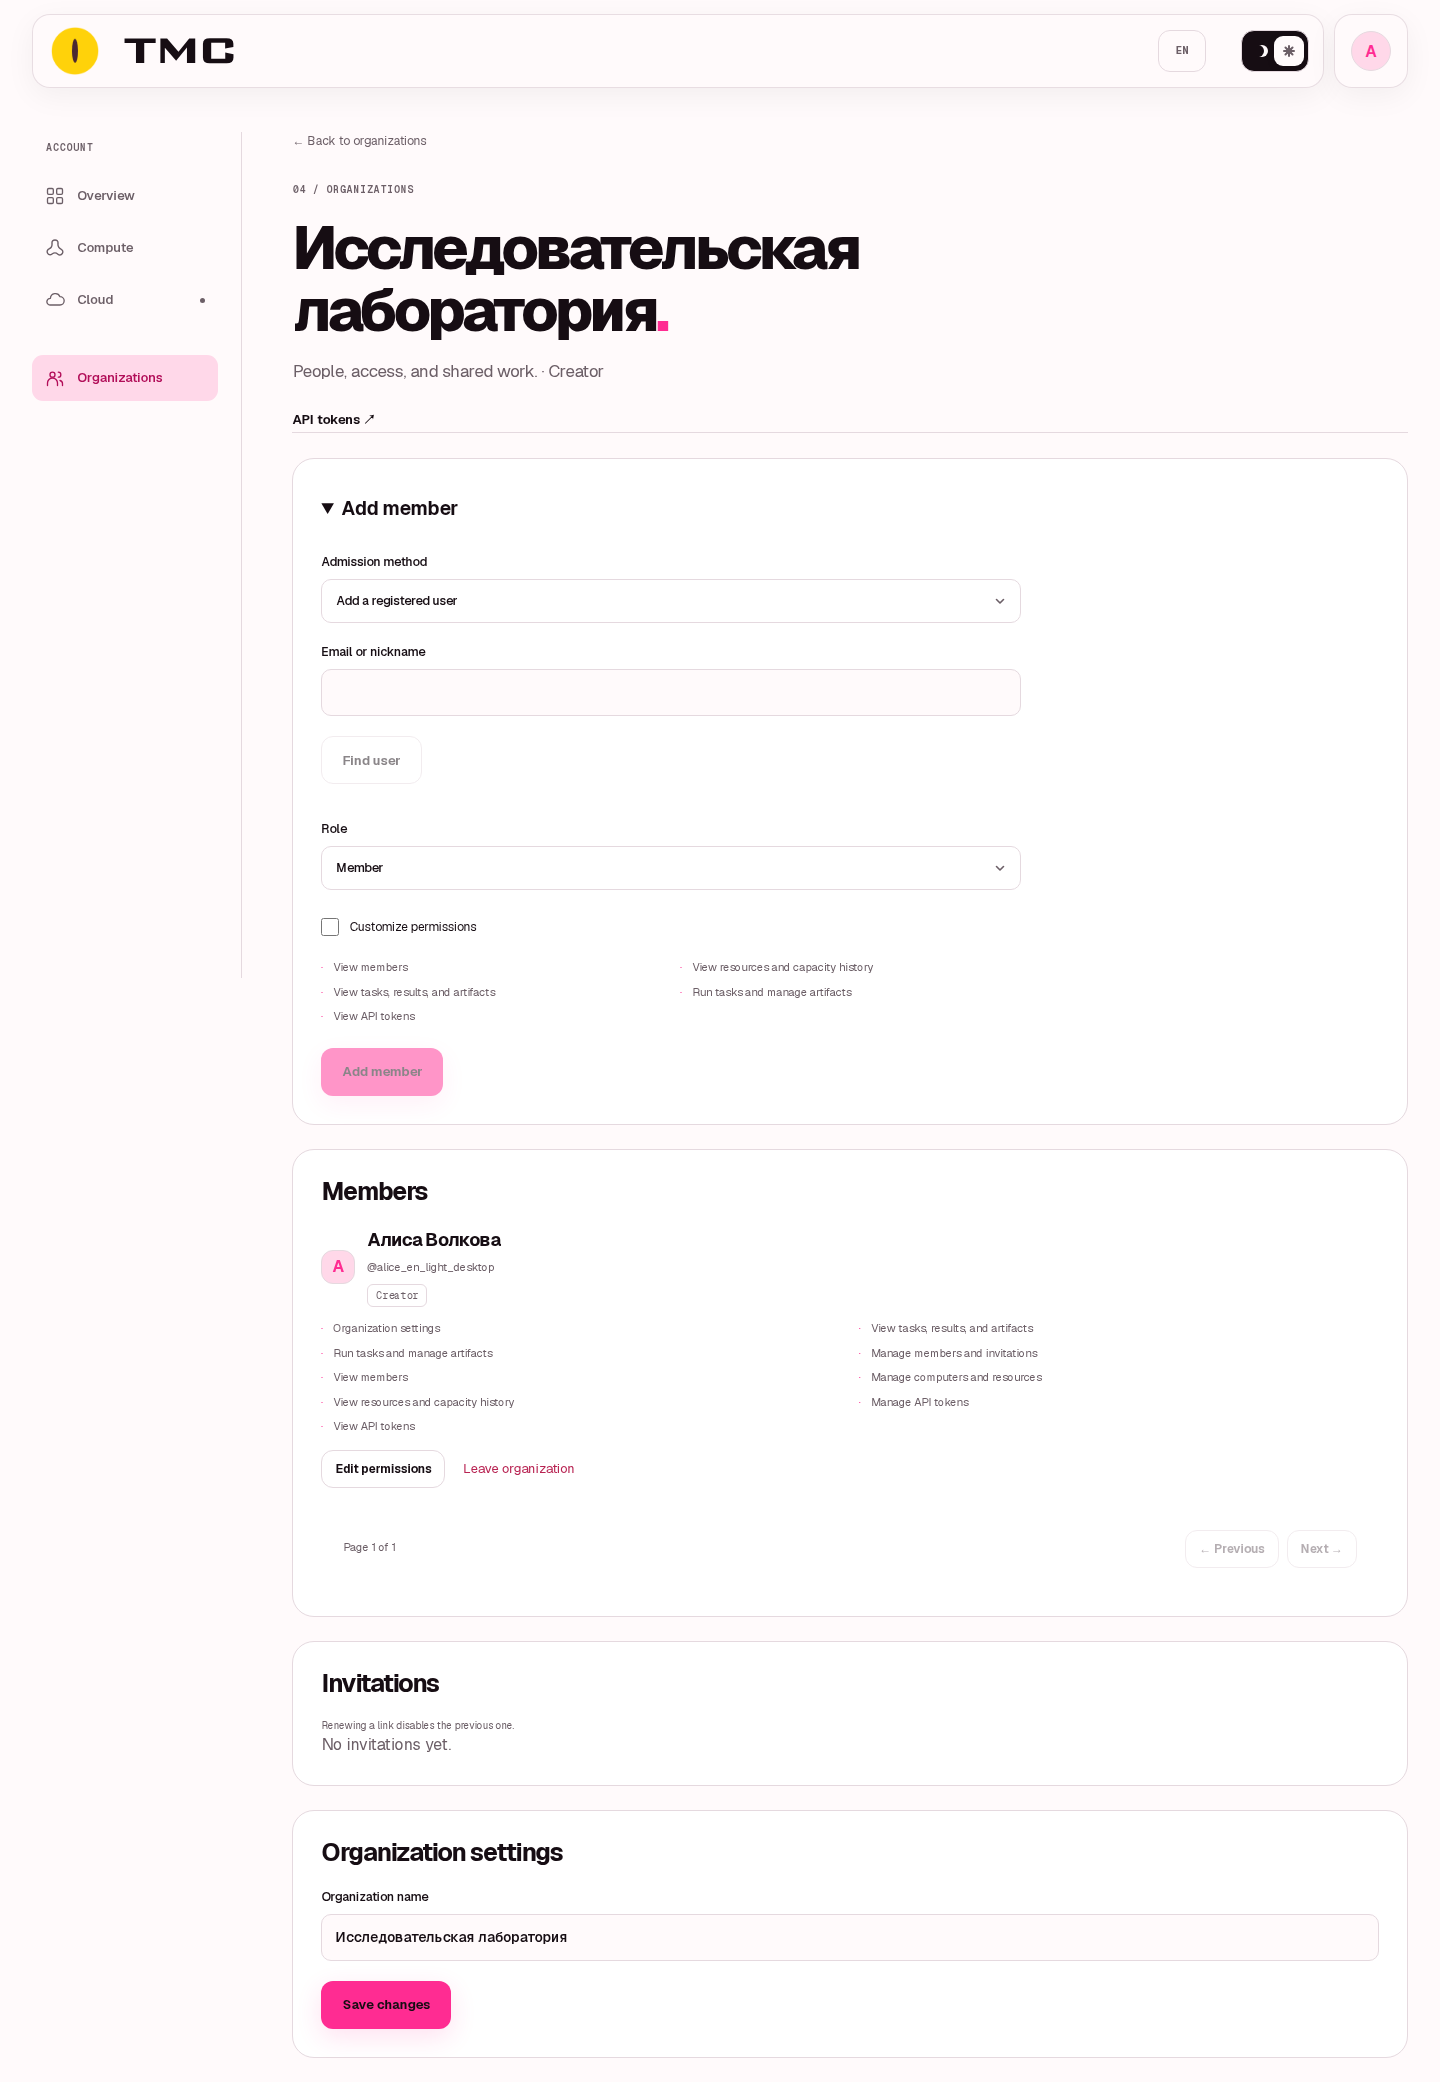 TMC
EN
A
ACCOUNT
Overview
Compute
Cloud
Organizations
← Back to organizations
04 / ORGANIZATIONS
Исследовательская
лаборатория.
People, access, and shared work. · Creator
API tokens ↗
▼ Add member
Admission method
Add a registered user
Email or nickname
Find user
Role
Member
Customize permissions
· View members
· View resources and capacity history
· View tasks, results, and artifacts
· Run tasks and manage artifacts
· View API tokens
Add member
Members
A
Алиса Волкова
@alice_en_light_desktop
Creator
· Organization settings
· View tasks, results, and artifacts
· Run tasks and manage artifacts
· Manage members and invitations
· View members
· Manage computers and resources
· View resources and capacity history
· Manage API tokens
· View API tokens
Edit permissions
Leave organization
Page 1 of 1
← Previous
Next →
Invitations
Renewing a link disables the previous one.
No invitations yet.
Organization settings
Organization name
Исследовательская лаборатория
Save changes